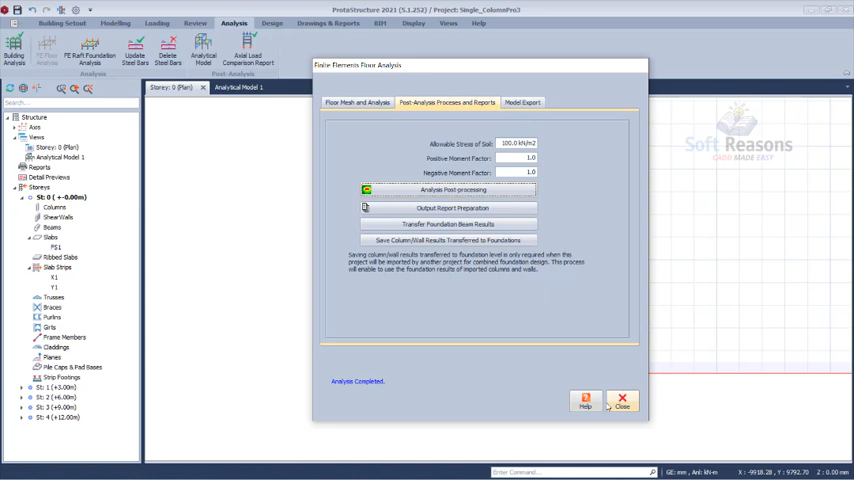 ProtaStructure 2021 (5.1.252) / Project: Single_ColumnPro3
Building Setout Modelling Loading Review Analysis Design Drawings & Reports BIM Display Views Help
Building Analysis
FE Floor Analysis
FE Raft Foundation Analysis
Update Steel Bars
Delete Steel Bars
Analytical Model
Axial Load Comparison Report
Analysis
Post-Analysis
Storey: 0 (Plan)
Analytical Model 1
Search...
Structure
Axis
Views
Storey: 0 (Plan)
Analytical Model 1
Reports
Detail Previews
Storeys
St: 0 ( +-0.00m)
Columns
ShearWalls
Beams
Slabs
FS1
Ribbed Slabs
Slab Strips
X1
Y1
Trusses
Braces
Purlins
Girts
Frame Members
Claddings
Planes
Pile Caps & Pad Bases
Strip Footings
St: 1 (+3.00m)
St: 2 (+6.00m)
St: 3 (+9.00m)
St: 4 (+12.00m)
Finite Elements Floor Analysis
Floor Mesh and Analysis
Post-Analysis Proceses and Reports
Model Export
Allowable Stress of Soil: 100.0 kN/m2
Positive Moment Factor: 1.0
Negative Moment Factor: 1.0
Analysis Post-processing
Output Report Preparation
Transfer Foundation Beam Results
Save Column/Wall Results Transferred to Foundations
Saving column/wall results transferred to foundation level is only required when this
project will be imported by another project for combined foundation design. This process
will enable to use the foundation results of imported columns and walls.
Analysis Completed.
Help
Close
Soft Reasons
CADD MADE EASY
Enter Command...
GE: mm , Anl: kN-m
X : -9918.28
Y : 9792.70
Z : 0.00 mm